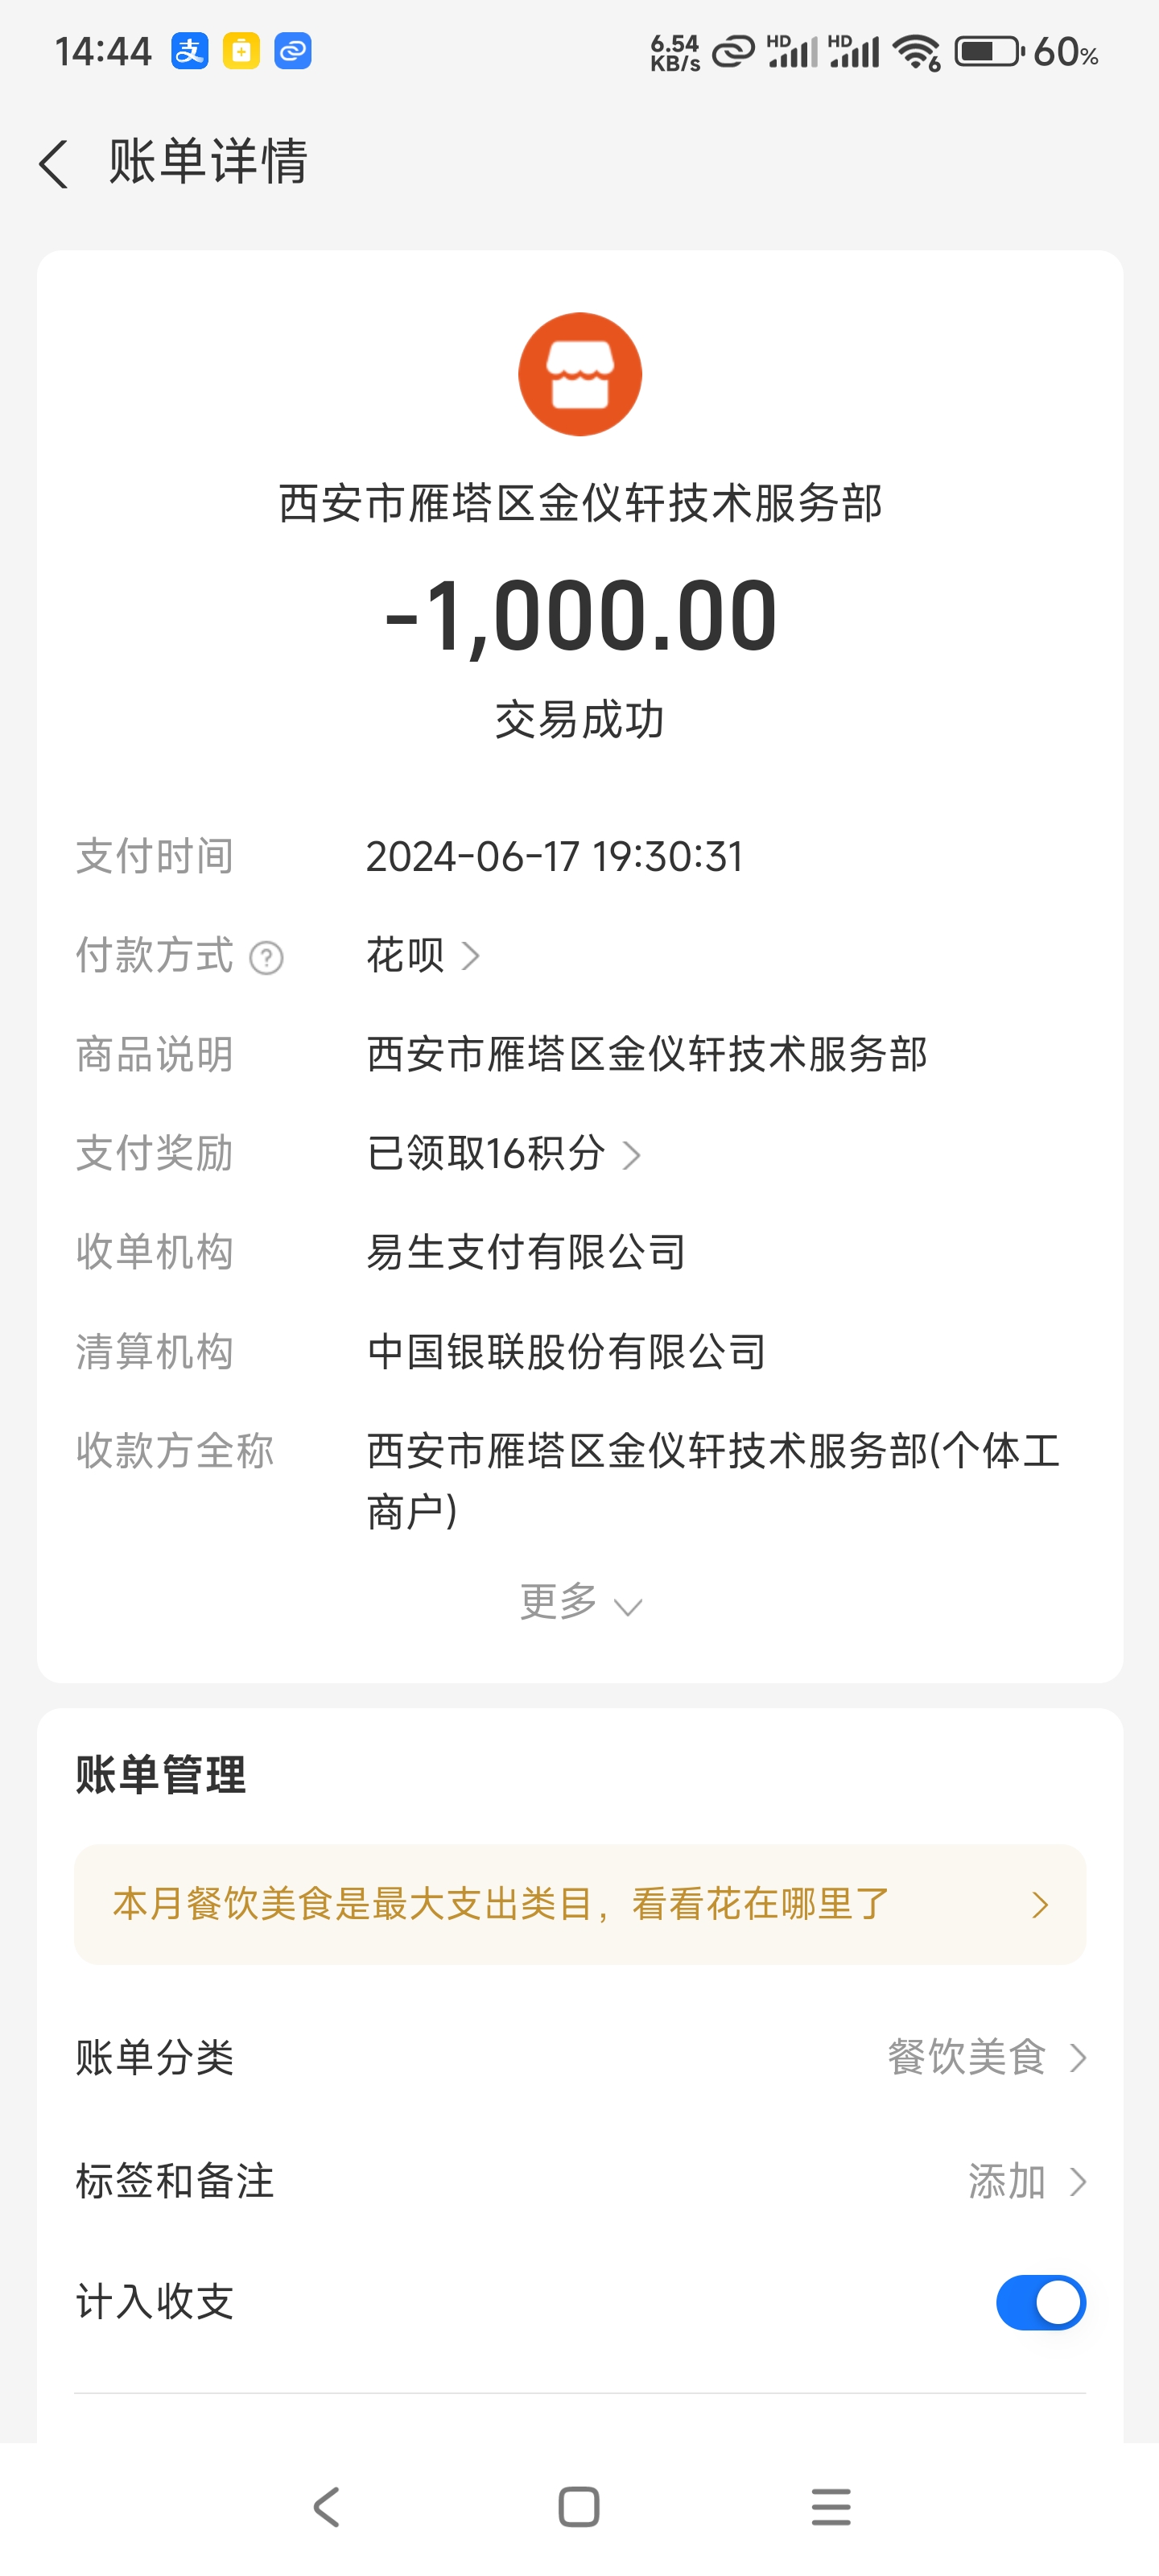 14:44 支 6.54 KB/s HD HD 6 60%
账单详情
西安市雁塔区金仪轩技术服务部
-1,000.00
交易成功
支付时间 2024-06-17 19:30:31
付款方式 ? 花呗
商品说明 西安市雁塔区金仪轩技术服务部
支付奖励 已领取16积分
收单机构 易生支付有限公司
清算机构 中国银联股份有限公司
收款方全称 西安市雁塔区金仪轩技术服务部(个体工
商户)
更多
账单管理
本月餐饮美食是最大支出类目，看看花在哪里了
账单分类 餐饮美食
标签和备注 添加
计入收支